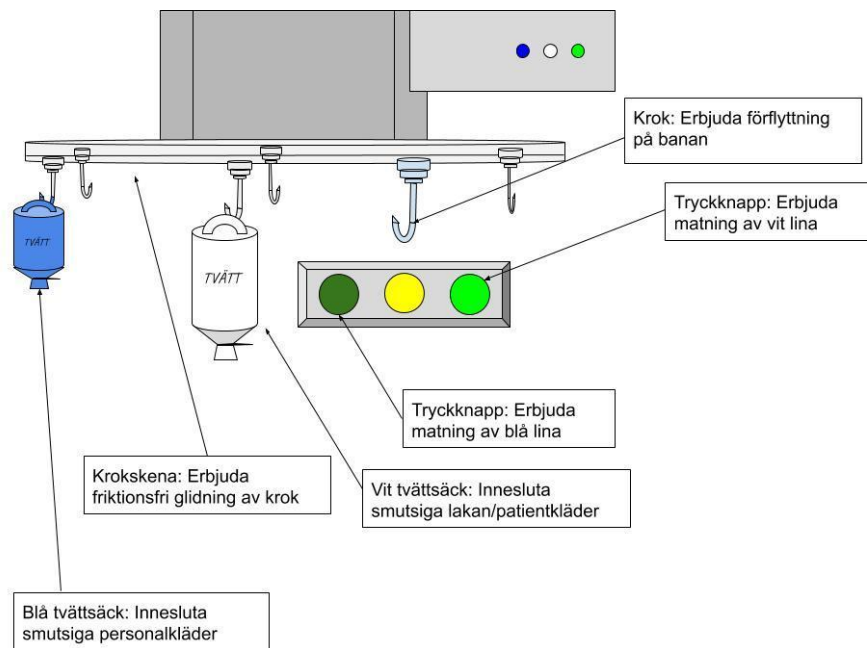 Krok: Erbjuda förflyttning
på banan
Tryckknapp: Erbjuda
matning av vit lina
TVÄTT
TVÄTT
Tryckknapp: Erbjuda
matning av blå lina
Krokskena: Erbjuda
friktionsfri glidning av krok
Vit tvättsäck: Innesluta
smutsiga lakan/patientkläder
Blå tvättsäck: Innesluta
smutsiga personalkläder